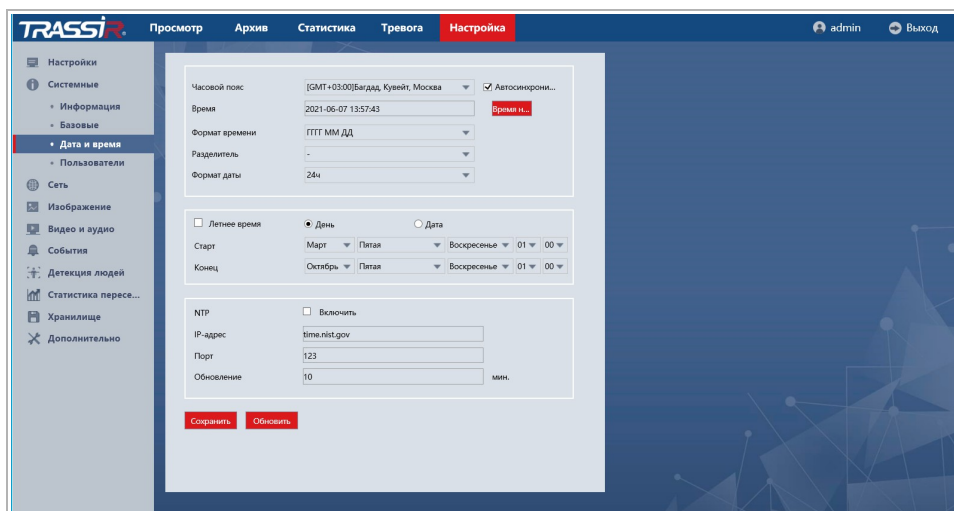 TRASSIR
Просмотр Архив Статистика Тревога Настройка admin Выход
Настройки
Системные
Информация
Базовые
Дата и время
Пользователи
Сеть
Изображение
Видео и аудио
События
Детекция людей
Статистика пересе...
Хранилище
Дополнительно
Часовой пояс [GMT+03:00]Багдад, Кувейт, Москва Автосинхрони...
Время 2021-06-07 13:57:43 Время н...
Формат времени ГГГГ ММ ДД
Разделитель -
Формат даты 24ч
Летнее время День Дата
Старт Март Пятая Воскресенье 01 00
Конец Октябрь Пятая Воскресенье 01 00
NTP Включить
IP-адрес time.nist.gov
Порт 123
Обновление 10 мин.
Сохранить Обновить